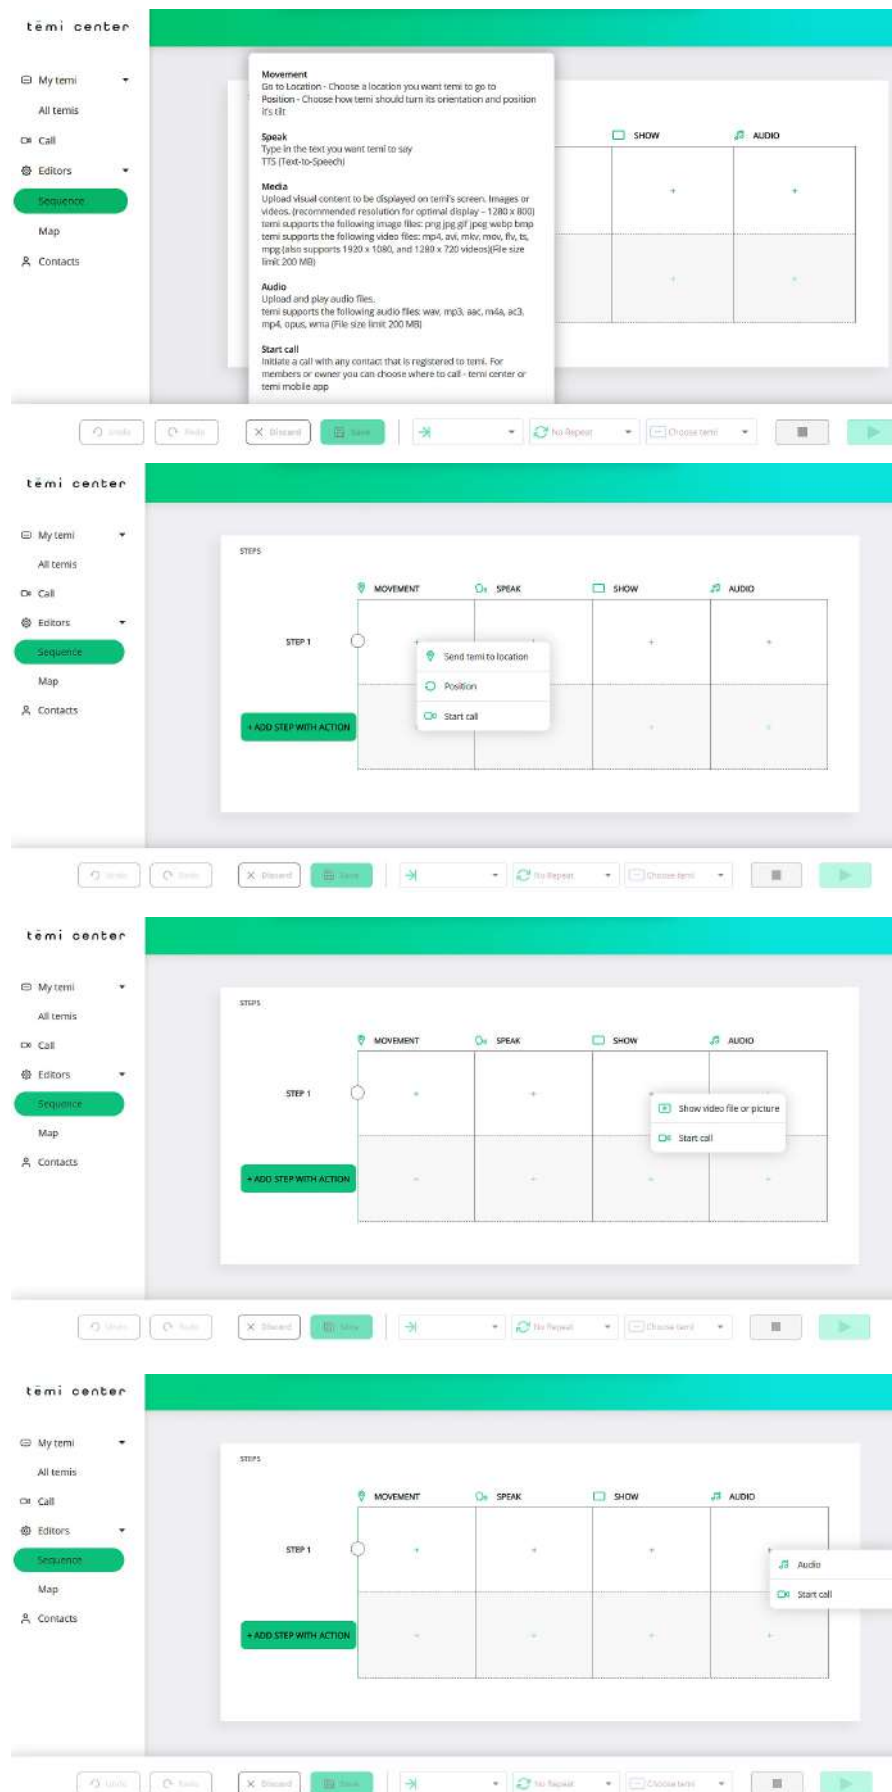 temi center
My temi
All temis
Call
Editors
Sequence
Map
Contacts
Movement
Go to Location - Choose a location you want temi to go to
Position - Choose how temi should turn its orientation and position
it's tilt
Speak
Type in the text you want temi to say
TTS (Text-to-Speech)
Media
Upload visual content to be displayed on temi's screen. Images or
videos. (recommended resolution for optimal display – 1280 x 800)
temi supports the following image files: png jpg gif jpeg webp bmp
temi supports the following video files: mp4, avi, mkv, mov, flv, ts,
mpg (also supports 1920 x 1080, and 1280 x 720 videos)(File size
limit 200 MB)
Audio
Upload and play audio files.
temi supports the following audio files: wav, mp3, aac, m4a, ac3,
mp4, opus, wma (File size limit 200 MB)
Start call
Initiate a call with any contact that is registered to temi. For
members or owner you can choose where to call - temi center or
temi mobile app
SHOW
AUDIO
+ +
+ +
Undo Redo X Discard Save No Repeat Choose temi
temi center
My temi
All temis
Call
Editors
Sequence
Map
Contacts
STEPS
MOVEMENT SPEAK SHOW AUDIO
STEP 1
Send temi to location
Position
Start call
+ ADD STEP WITH ACTION
Undo Redo X Discard Save No Repeat Choose temi
temi center
My temi
All temis
Call
Editors
Sequence
Map
Contacts
STEPS
MOVEMENT SPEAK SHOW AUDIO
STEP 1
Show video file or picture
Start call
+ ADD STEP WITH ACTION
Undo Redo X Discard Save No Repeat Choose temi
temi center
My temi
All temis
Call
Editors
Sequence
Map
Contacts
STEPS
MOVEMENT SPEAK SHOW AUDIO
STEP 1
Audio
Start call
+ ADD STEP WITH ACTION
Undo Redo X Discard Save No Repeat Choose temi